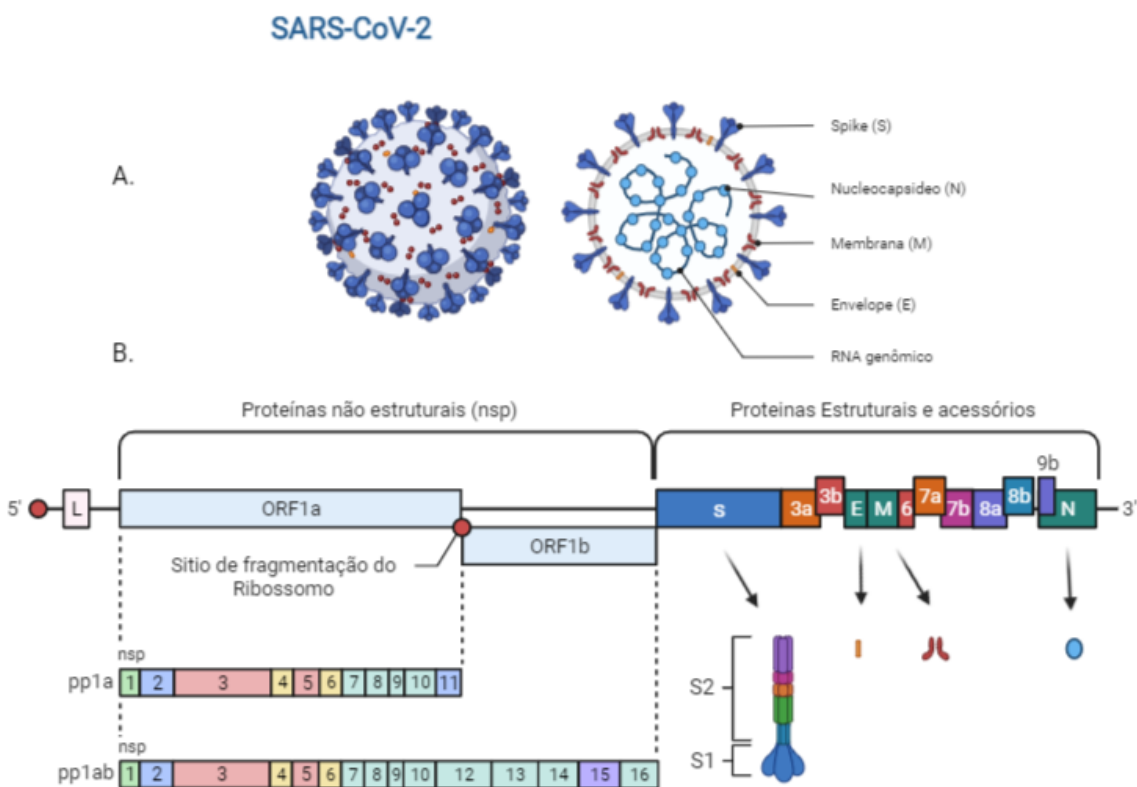 SARS-CoV-2
A.
Spike (S)
Nucleocapsideo (N)
Membrana (M)
Envelope (E)
RNA genômico
B.
Proteínas não estruturais (nsp)
Proteinas Estruturais e acessórios
5' L ORF1a S 3a 3b E M 6 7a 7b 8a 8b 9b N 3'
ORF1b
Sitio de fragmentação do
Ribossomo
nsp
pp1a 1 2 3 4 5 6 7 8 9 10 11
S2
nsp
S1
pp1ab 1 2 3 4 5 6 7 8 9 10 12 13 14 15 16